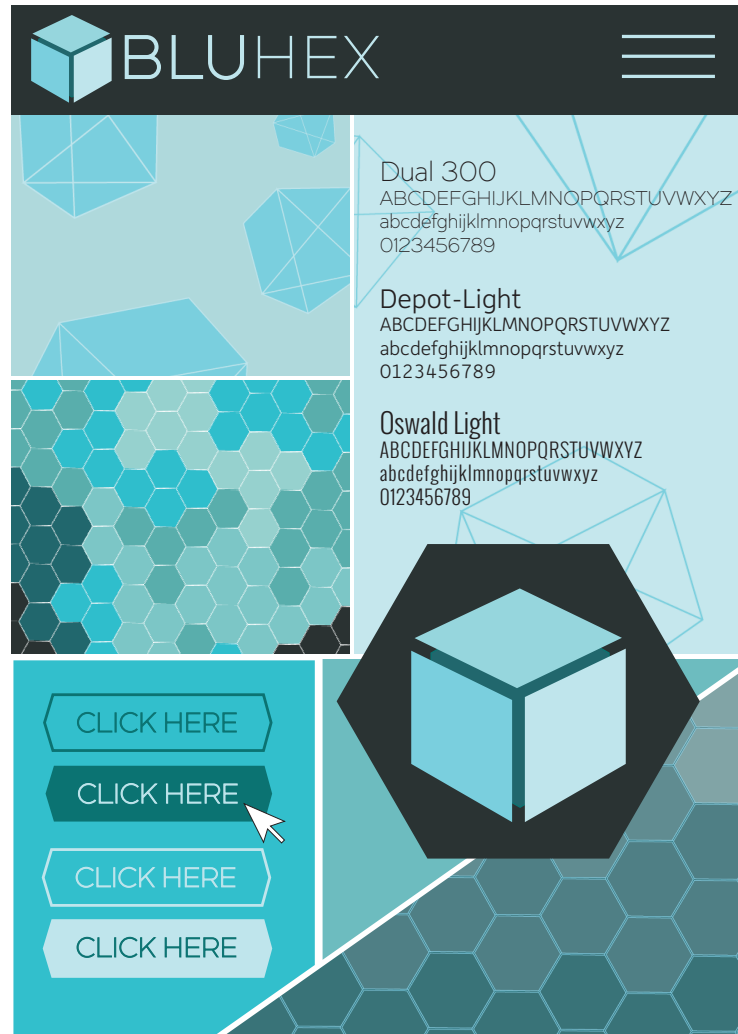 BLUHEX
Dual 300
ABCDEFGHIJKLMNOPQRSTUVWXYZ
abcdefghijklmnopqrstuvwxyz
0123456789
Depot-Light
ABCDEFGHIJKLMNOPQRSTUVWXYZ
abcdefghijklmnopqrstuvwxyz
0123456789
Oswald Light
ABCDEFGHIJKLMNOPQRSTUVWXYZ
abcdefghijklmnopqrstuvwxyz
0123456789
CLICK HERE
CLICK HERE
CLICK HERE
CLICK HERE